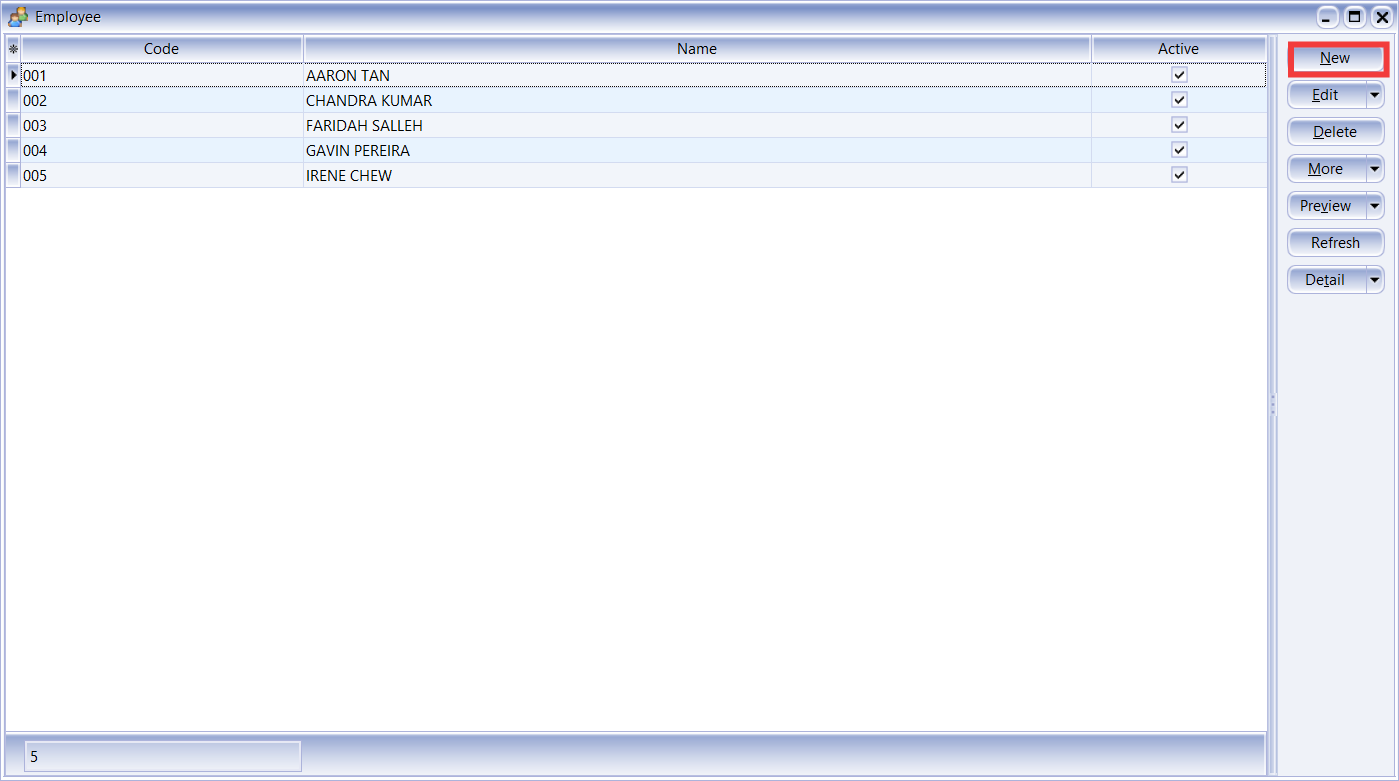 Employee
Code Name Active
001 AARON TAN
002 CHANDRA KUMAR
003 FARIDAH SALLEH
004 GAVIN PEREIRA
005 IRENE CHEW
5
New
Edit
Delete
More
Preview
Refresh
Detail